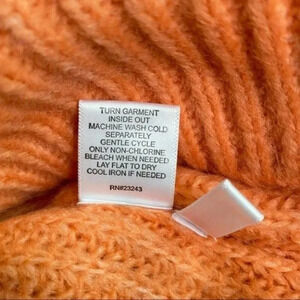 TURN GARMENT
INSIDE OUT
MACHINE WASH COLD
SEPARATELY
GENTLE CYCLE
ONLY NON-CHLORINE
BLEACH WHEN NEEDED
LAY FLAT TO DRY
COOL IRON IF NEEDED
RN#23243